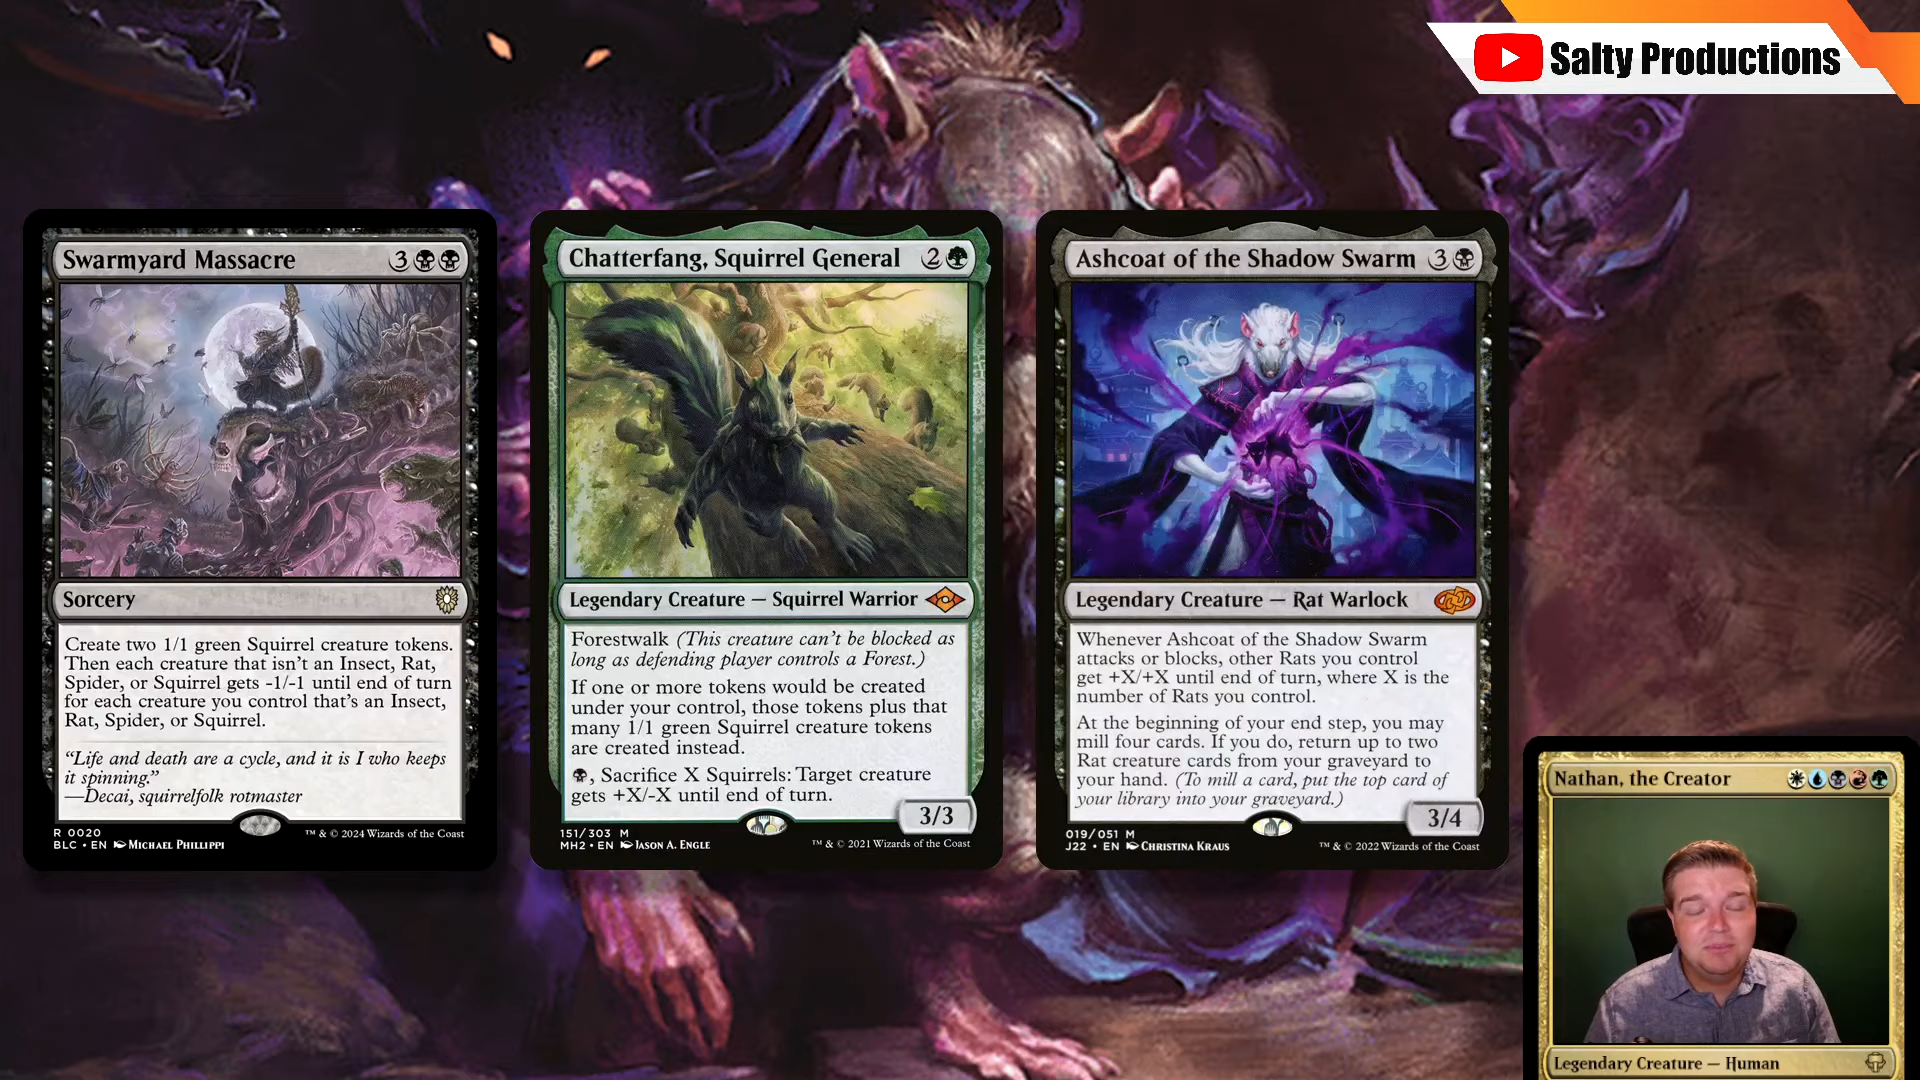 Salty Productions
Swarmyard Massacre 3
Sorcery
Create two 1/1 green Squirrel creature tokens.
Then each creature that isn't an Insect, Rat,
Spider, or Squirrel gets -1/-1 until end of turn
for each creature you control that's an Insect,
Rat, Spider, or Squirrel.
“Life and death are a cycle, and it is I who keeps
it spinning.”
—Decai, squirrelfolk rotmaster
R 0020
BLC • EN Michael Phillippi
™ & © 2024 Wizards of the Coast
Chatterfang, Squirrel General 2
Legendary Creature — Squirrel Warrior
Forestwalk (This creature can't be blocked as
long as defending player controls a Forest.)
If one or more tokens would be created
under your control, those tokens plus that
many 1/1 green Squirrel creature tokens
are created instead.
, Sacrifice X Squirrels: Target creature
gets +X/-X until end of turn.
3/3
151/303 M
MH2 • EN Jason A. Engle
™ & © 2021 Wizards of the Coast
Ashcoat of the Shadow Swarm 3
Legendary Creature — Rat Warlock
Whenever Ashcoat of the Shadow Swarm
attacks or blocks, other Rats you control
get +X/+X until end of turn, where X is the
number of Rats you control.
At the beginning of your end step, you may
mill four cards. If you do, return up to two
Rat creature cards from your graveyard to
your hand. (To mill a card, put the top card of
your library into your graveyard.)
3/4
019/051 M
J22 • EN Christina Kraus
™ & © 2022 Wizards of the Coast
Nathan, the Creator
Legendary Creature — Human